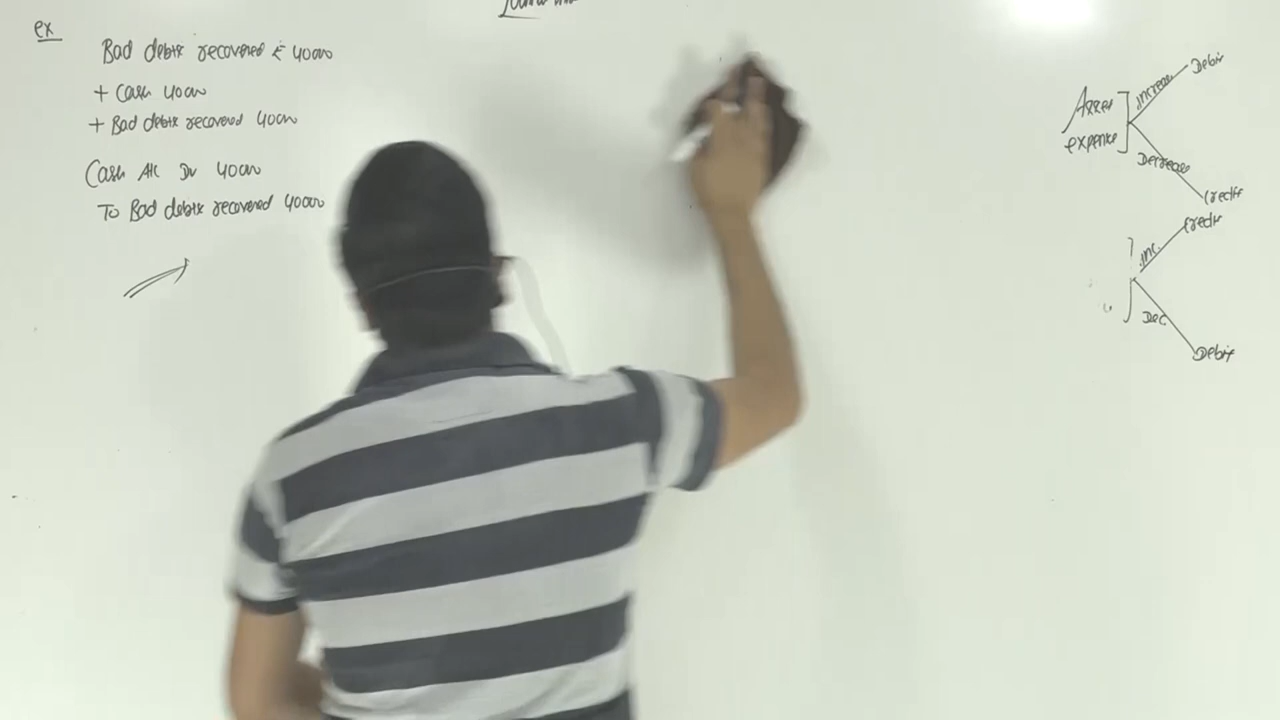 ex
Bad debts recovered ₹ 4000
+ Cash 4000
+ Bad debts recovered 4000
Cash A/c Dr 4000
To Bad debts recovered 4000
Asset
expense
Increase
Debit
Decrease
Credit
Inc.
Credit
Dec
Debit